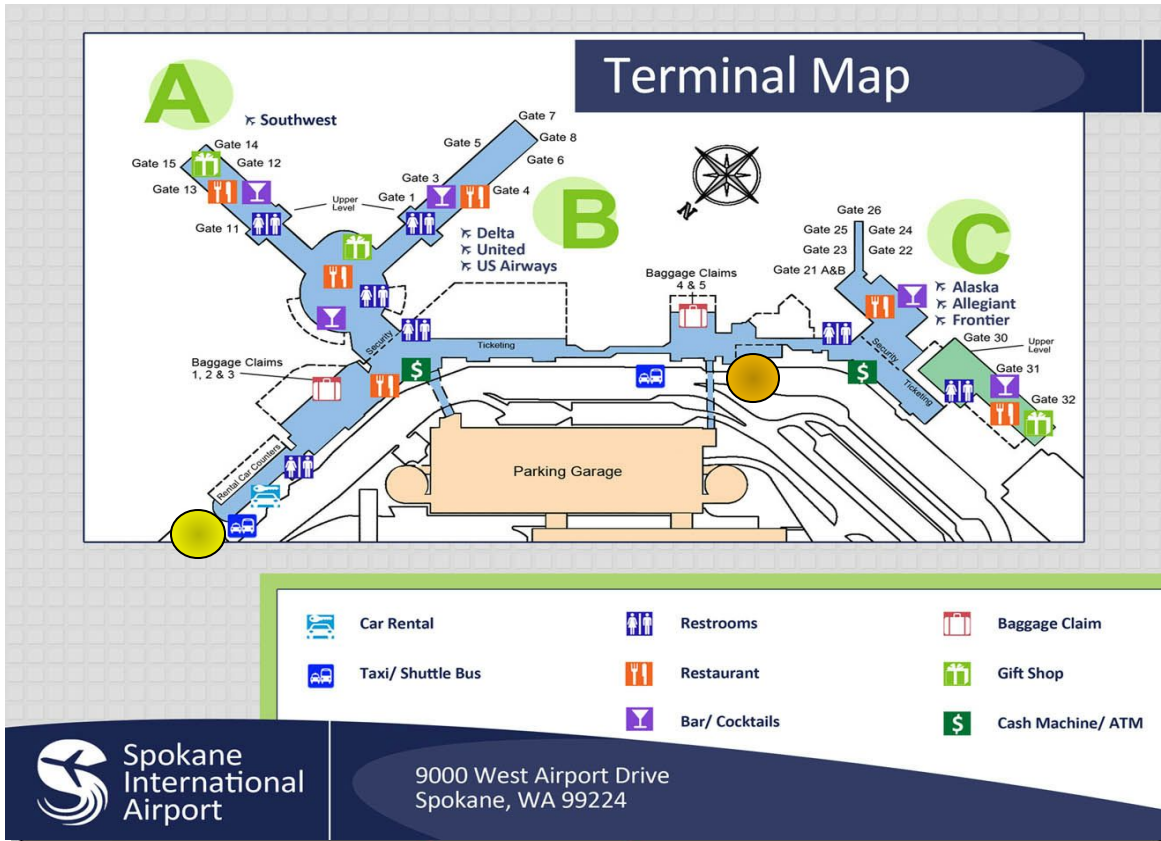 Terminal Map
A
Southwest
Gate 14
Gate 15
Gate 12
Gate 13
Gate 11
Upper
Level
Gate 7
Gate 5
Gate 8
Gate 6
Gate 3
Gate 4
Gate 1
B
Delta
United
US Airways
N
Baggage Claims
4 & 5
Gate 26
Gate 25
Gate 24
Gate 23
Gate 22
Gate 21 A&B
C
Alaska
Allegiant
Frontier
Gate 30
Upper
Level
Gate 31
Gate 32
Security
Ticketing
Security
Ticketing
Baggage Claims
1, 2 & 3
$
$
Rental Car Counters
Parking Garage
Car Rental
Restrooms
Baggage Claim
Taxi/ Shuttle Bus
Restaurant
Gift Shop
Bar/ Cocktails
$ Cash Machine/ ATM
Spokane
International
Airport
9000 West Airport Drive
Spokane, WA 99224